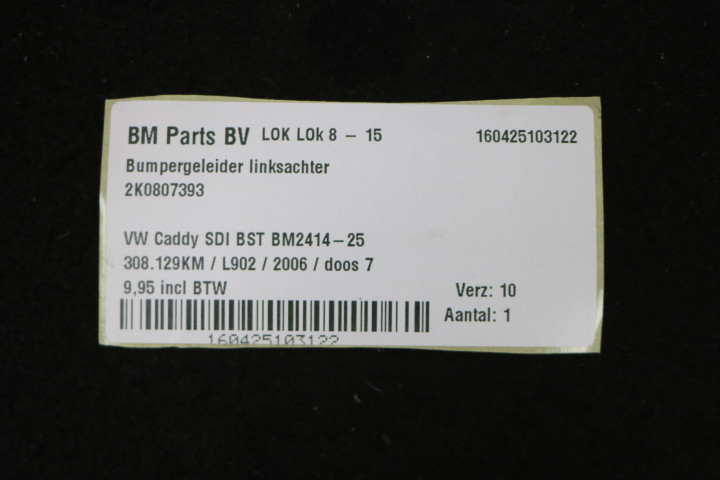 BM Parts BV LOK LOk 8 - 15 160425103122
Bumpergeleider linksachter
2K0807393
VW Caddy SDI BST BM2414-25
308.129KM / L902 / 2006 / doos 7
9,95 incl BTW Verz: 10
Aantal: 1
160425103122